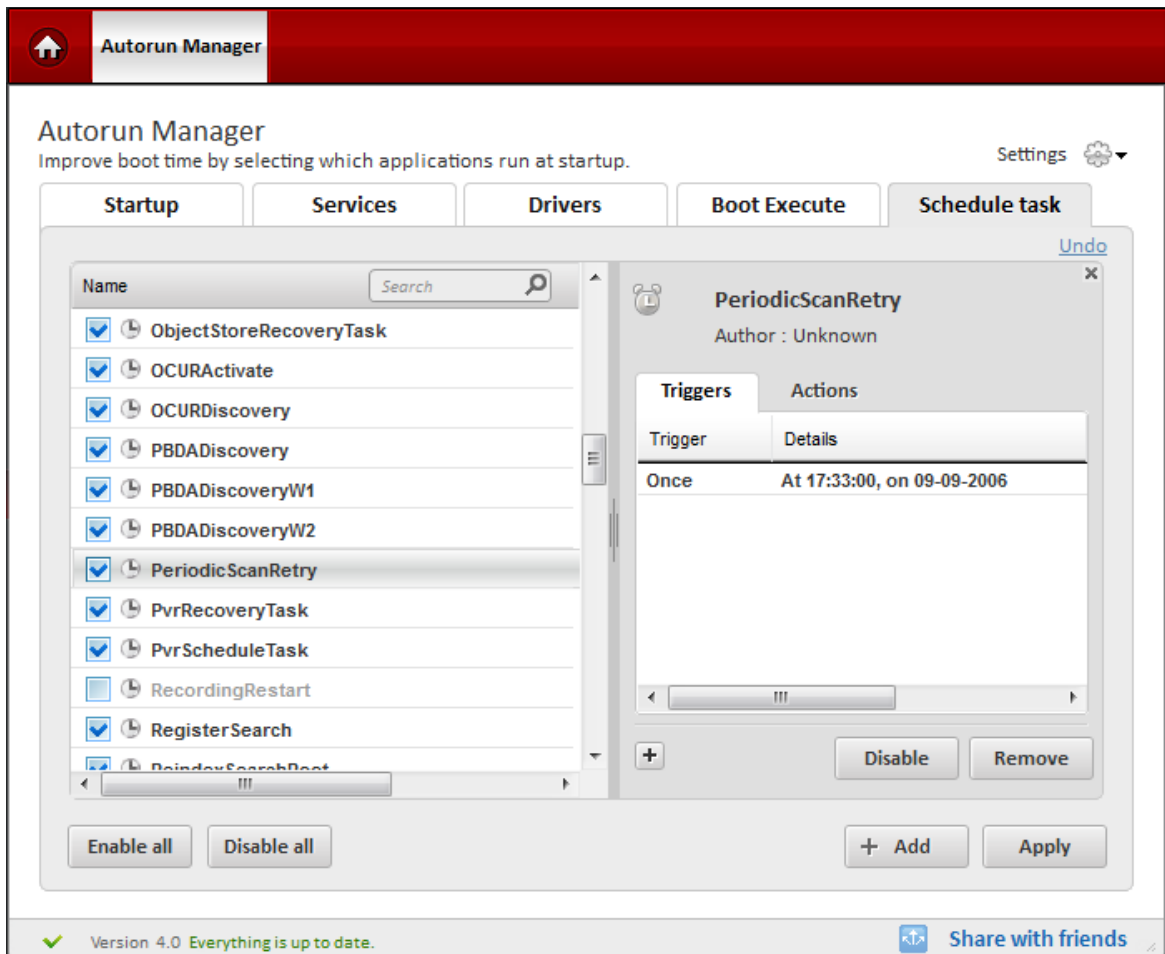 Autorun Manager
Autorun Manager
Improve boot time by selecting which applications run at startup.
Settings
Startup Services Drivers Boot Execute Schedule task
Undo
Name Search
ObjectStoreRecoveryTask
OCURActivate
OCURDiscovery
PBDADiscovery
PBDADiscoveryW1
PBDADiscoveryW2
PeriodicScanRetry
PvrRecoveryTask
PvrScheduleTask
RecordingRestart
RegisterSearch
ReindexSearchRoot
PeriodicScanRetry
Author : Unknown
Triggers Actions
Trigger Details
Once At 17:33:00, on 09-09-2006
+ Disable Remove
Enable all Disable all + Add Apply
Version 4.0 Everything is up to date. Share with friends